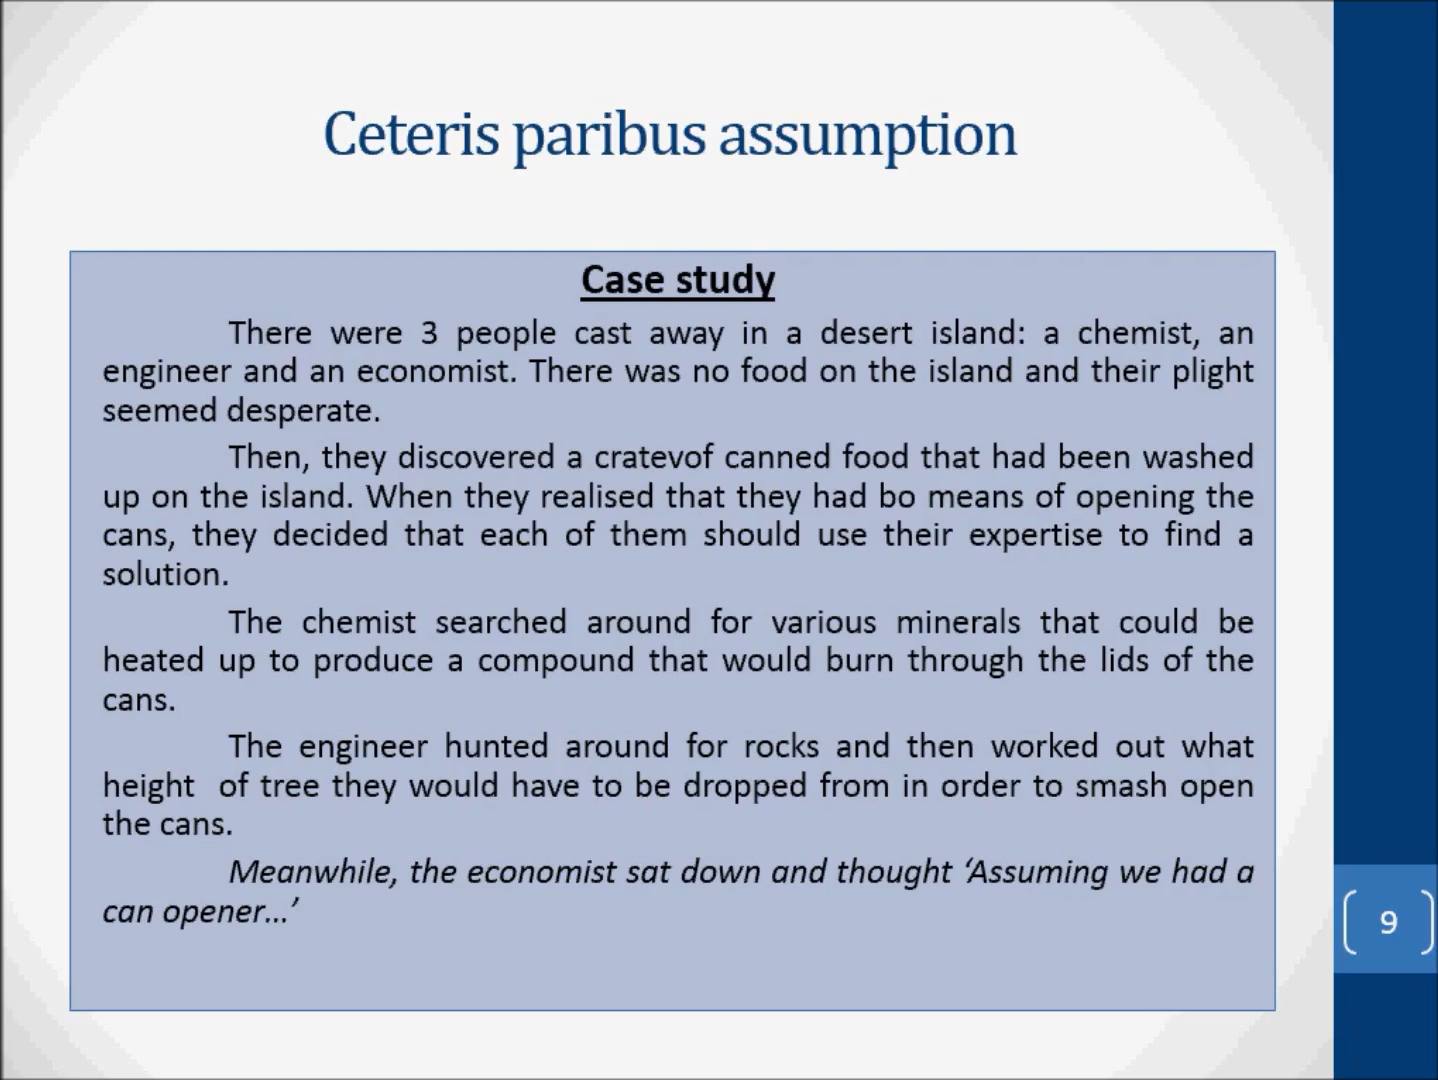 Ceteris paribus assumption
Case study
There were 3 people cast away in a desert island: a chemist, an
engineer and an economist. There was no food on the island and their plight
seemed desperate.
Then, they discovered a cratevof canned food that had been washed
up on the island. When they realised that they had bo means of opening the
cans, they decided that each of them should use their expertise to find a
solution.
The chemist searched around for various minerals that could be
heated up to produce a compound that would burn through the lids of the
cans.
The engineer hunted around for rocks and then worked out what
height of tree they would have to be dropped from in order to smash open
the cans.
Meanwhile, the economist sat down and thought ‘Assuming we had a
can opener...’
9